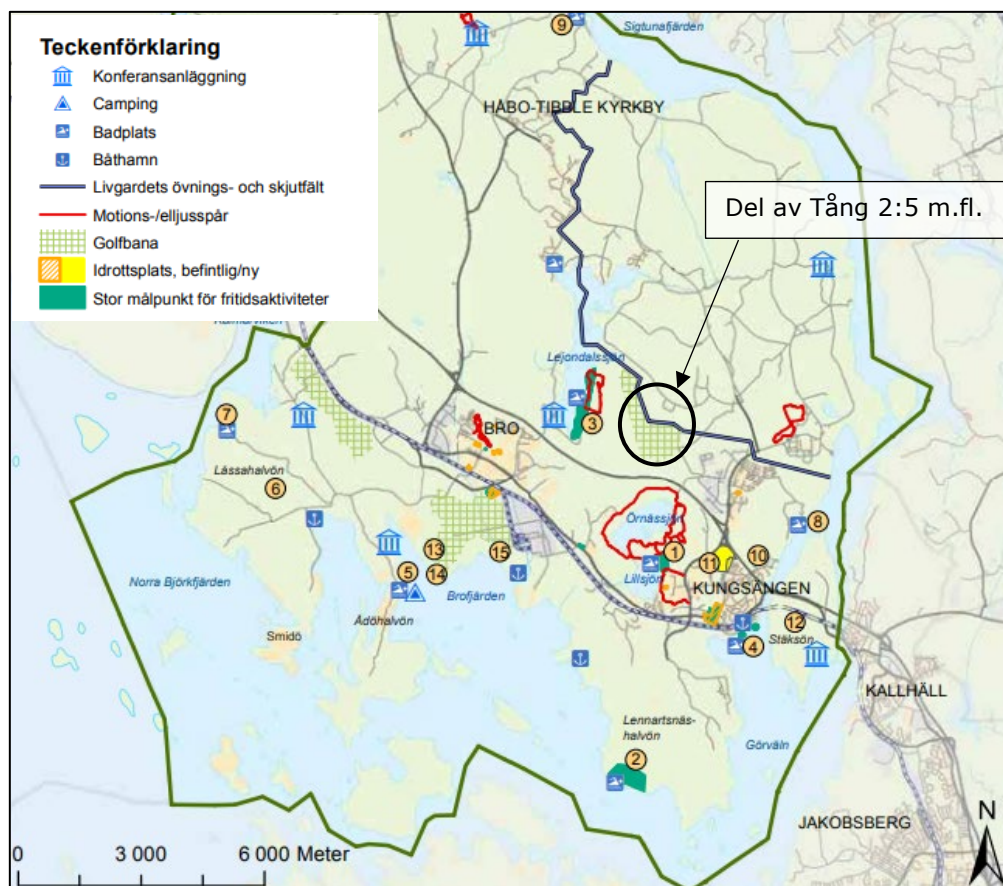 Teckenförklaring
Konferansanläggning
Camping
Badplats
Båthamn
Livgardets övnings- och skjutfält
Motions-/elljusspår
Golfbana
Idrottsplats, befintlig/ny
Stor målpunkt för fritidsaktiviteter
9
Sigtunafjärden
HÅBO-TIBBLE KYRKBY
Del av Tång 2:5 m.fl.
Lejondalssjön
7
BRO
3
Låssahalvön
6
Örnässjön
8
13
15
1
11
10
5
14
Lillsjön
KUNGSÄNGEN
Norra Björkfjärden
Brofjärden
Ådöhalvön
12
Smidö
4
Stäksön
KALLHÄLL
Lennartsnäs-
halvön
Görväln
2
JAKOBSBERG
N
0 3 000 6 000 Meter